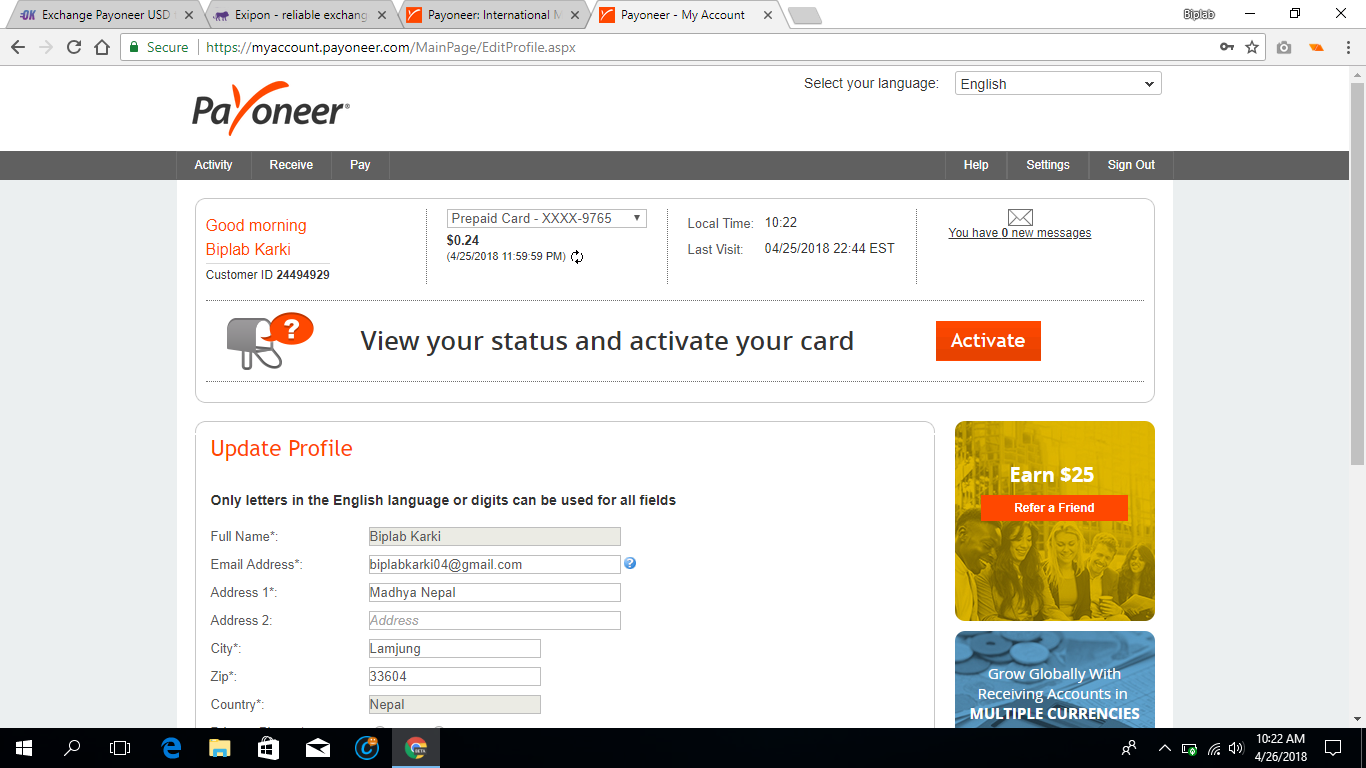 Exchange Payoneer USD
Exipon - reliable exchang
Payoneer: International M
Payoneer - My Account
Biplab
Secure
https://myaccount.payoneer.com/MainPage/EditProfile.aspx
Select your language:
English
Payoneer®
Activity
Receive
Pay
Help
Settings
Sign Out
Good morning
Biplab Karki
Customer ID 24494929
Prepaid Card - XXXX-9765
$0.24
(4/25/2018 11:59:59 PM)
Local Time: 10:22
Last Visit: 04/25/2018 22:44 EST
You have 0 new messages
?
View your status and activate your card
Activate
Update Profile
Only letters in the English language or digits can be used for all fields
Full Name*: Biplab Karki
Email Address*: biplabkarki04@gmail.com
?
Address 1*: Madhya Nepal
Address 2: Address
City*: Lamjung
Zip*: 33604
Country*: Nepal
Earn $25
Refer a Friend
Grow Globally With
Receiving Accounts in
MULTIPLE CURRENCIES
10:22 AM
4/26/2018